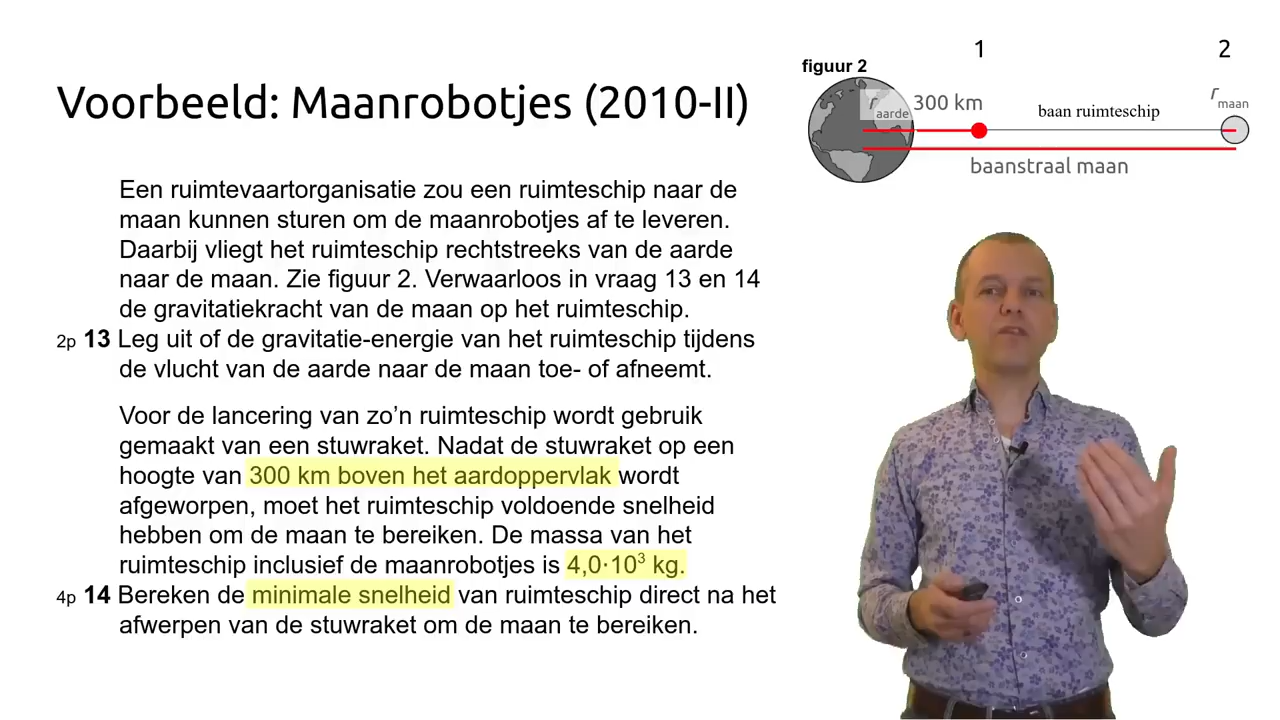 Voorbeeld: Maanrobotjes (2010-II)
Een ruimtevaartorganisatie zou een ruimteschip naar de
maan kunnen sturen om de maanrobotjes af te leveren.
Daarbij vliegt het ruimteschip rechtstreeks van de aarde
naar de maan. Zie figuur 2. Verwaarloos in vraag 13 en 14
de gravitatiekracht van de maan op het ruimteschip.
2p 13 Leg uit of de gravitatie-energie van het ruimteschip tijdens
de vlucht van de aarde naar de maan toe- of afneemt.
Voor de lancering van zo’n ruimteschip wordt gebruik
gemaakt van een stuwraket. Nadat de stuwraket op een
hoogte van 300 km boven het aardoppervlak wordt
afgeworpen, moet het ruimteschip voldoende snelheid
hebben om de maan te bereiken. De massa van het
ruimteschip inclusief de maanrobotjes is 4,0·10³ kg.
4p 14 Bereken de minimale snelheid van ruimteschip direct na het
afwerpen van de stuwraket om de maan te bereiken.
1 2
figuur 2
r aarde 300 km baan ruimteschip r maan
baanstraal maan